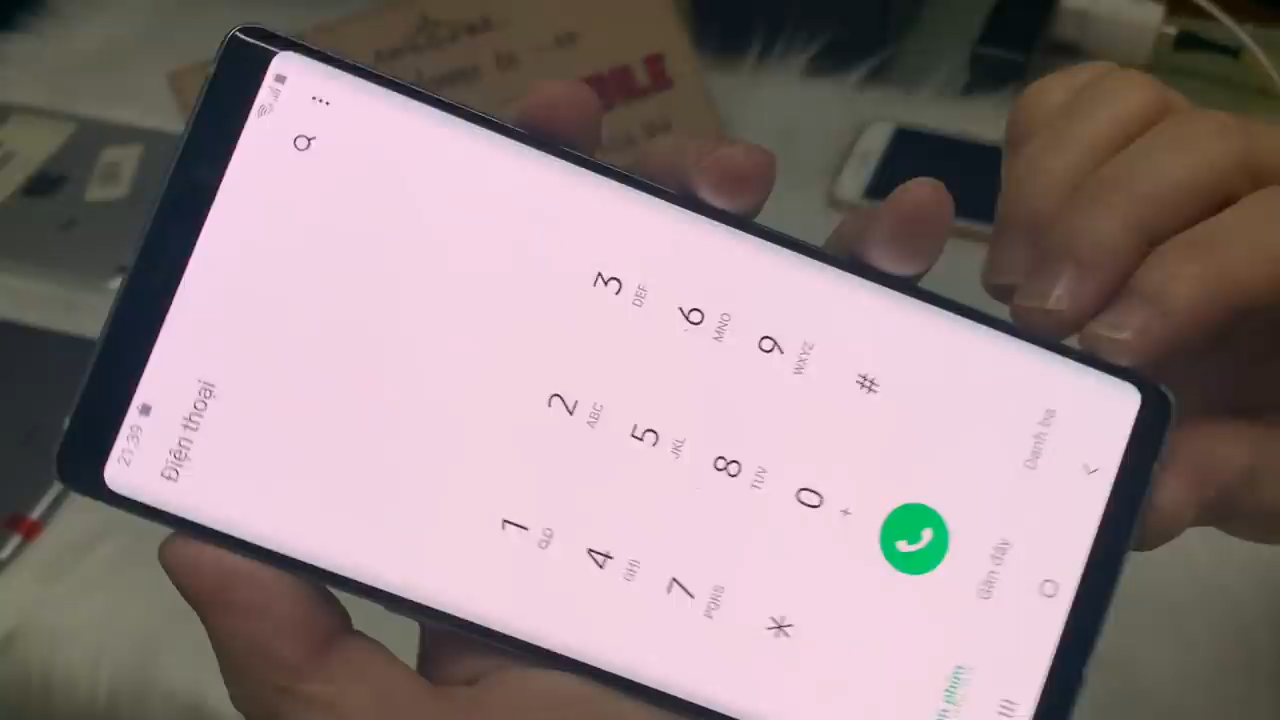 21:39
Điện thoại
1
2 ABC
3 DEF
4 GHI
5 JKL
6 MNO
7 PQRS
8 TUV
9 WXYZ
*
0 +
#
phím
Gần đây
Danh bạ